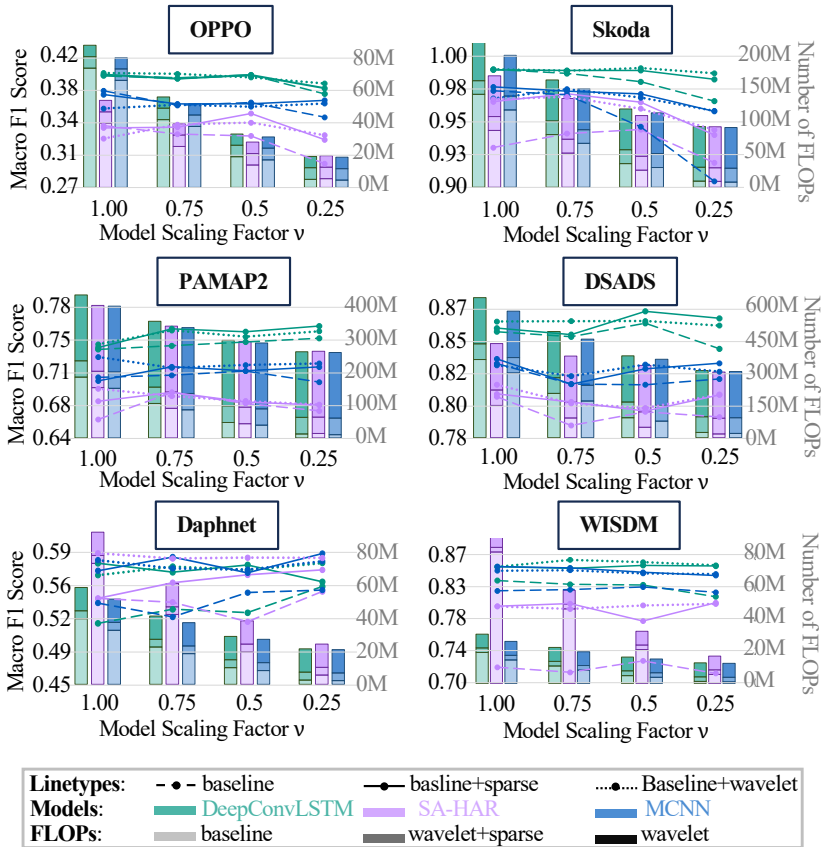 OPPO
Skoda
Macro F1 Score
0.42
0.38
0.34
0.31
0.27
80M
60M
40M
20M
0M
1.00
0.98
0.95
0.93
0.90
200M
150M
100M
50M
0M
Number of FLOPs
1.00 0.75 0.5 0.25
Model Scaling Factor ν
1.00 0.75 0.5 0.25
Model Scaling Factor ν
PAMAP2
DSADS
Macro F1 Score
0.78
0.75
0.71
0.68
0.64
400M
300M
200M
100M
0M
0.87
0.85
0.82
0.80
0.78
600M
450M
300M
150M
0M
Number of FLOPs
1.00 0.75 0.5 0.25
Model Scaling Factor ν
1.00 0.75 0.5 0.25
Model Scaling Factor ν
Daphnet
WISDM
Macro F1 Score
0.59
0.56
0.52
0.49
0.45
80M
60M
40M
20M
0M
0.87
0.83
0.78
0.74
0.70
80M
60M
40M
20M
0M
Number of FLOPs
1.00 0.75 0.5 0.25
Model Scaling Factor ν
1.00 0.75 0.5 0.25
Model Scaling Factor ν
Linetypes: baseline basline+sparse Baseline+wavelet
Models: DeepConvLSTM SA-HAR MCNN
FLOPs: baseline wavelet+sparse wavelet